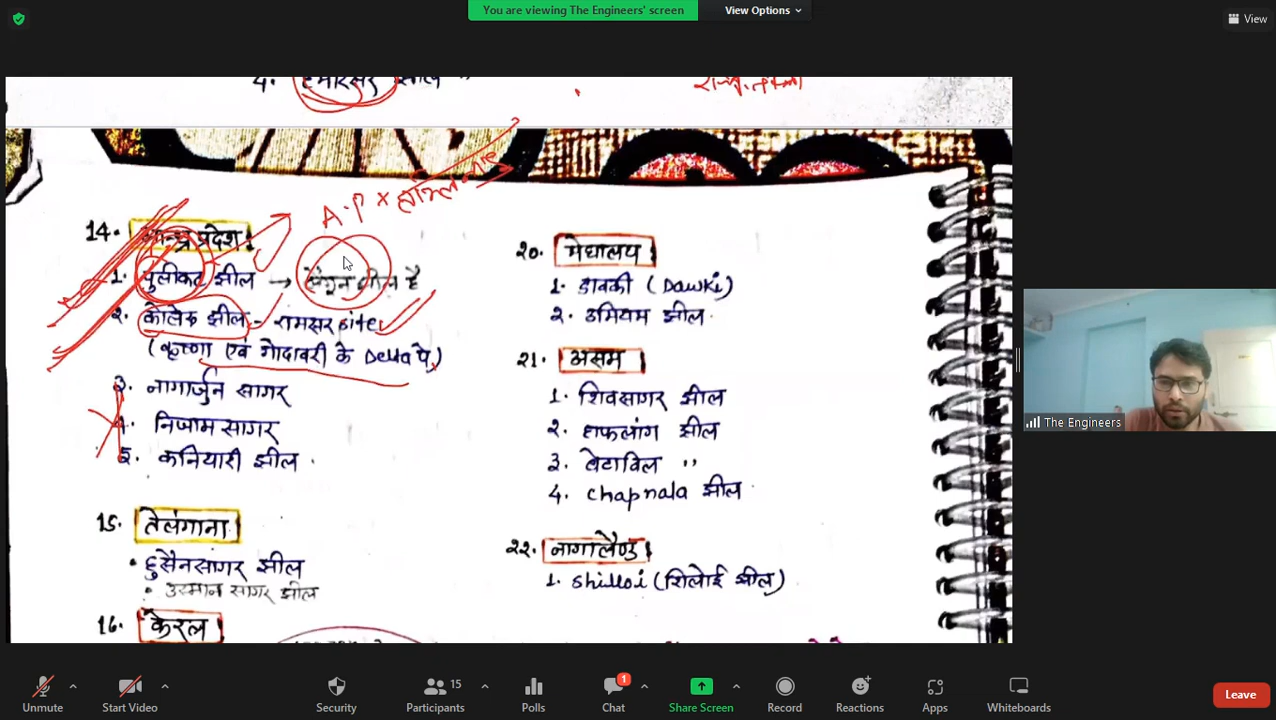 You are viewing The Engineers' screen
View Options
View
4. हमारसर झील "
A.P x
14. आन्ध्र प्रदेश
1. पुलीकट झील → लैगून झील है
2. कोलेरु झील - रामसर site
(कृष्णा एवं गोदावरी के Delta पे)
3. नागार्जुन सागर
4. निजाम सागर
5. कनियारी झील
15. तेलंगाना
• हुसैनसागर झील
• उस्मान सागर झील
16. केरल
20. मेघालय
1. डावकी (Dawki)
2. उमियम झील
21. असम
1. शिवसागर झील
2. हाफलांग झील
3. बेटाविल "
4. Chapnala झील
22. नागालैण्ड
1. Shilloi (शिलोई झील)
The Engineers
Unmute
Start Video
Security
15
Participants
Polls
1
Chat
Share Screen
Record
Reactions
Apps
Whiteboards
Leave